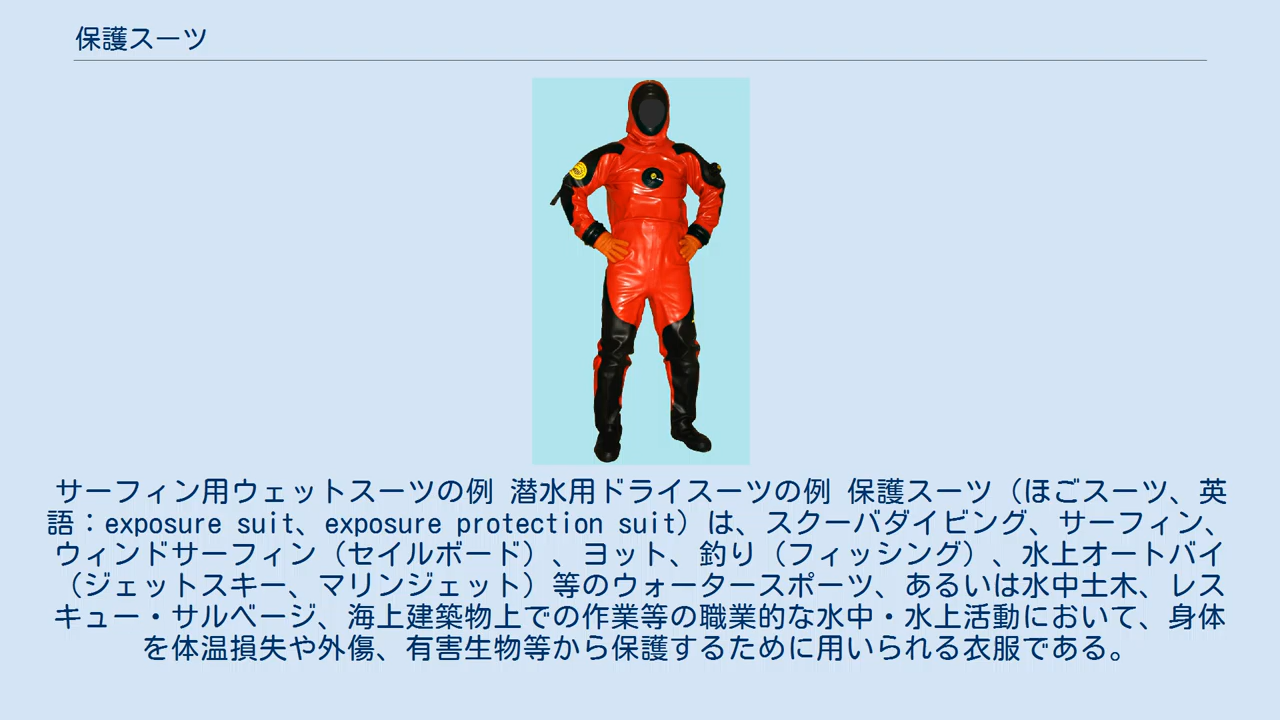 保護スーツ
サーフィン用ウェットスーツの例 潜水用ドライスーツの例 保護スーツ（ほごスーツ、英
語：exposure suit、exposure protection suit）は、スクーバダイビング、サーフィン、
ウィンドサーフィン（セイルボード）、ヨット、釣り（フィッシング）、水上オートバイ
（ジェットスキー、マリンジェット）等のウォータースポーツ、あるいは水中土木、レス
キュー・サルベージ、海上建築物上での作業等の職業的な水中・水上活動において、身体
を体温損失や外傷、有害生物等から保護するために用いられる衣服である。